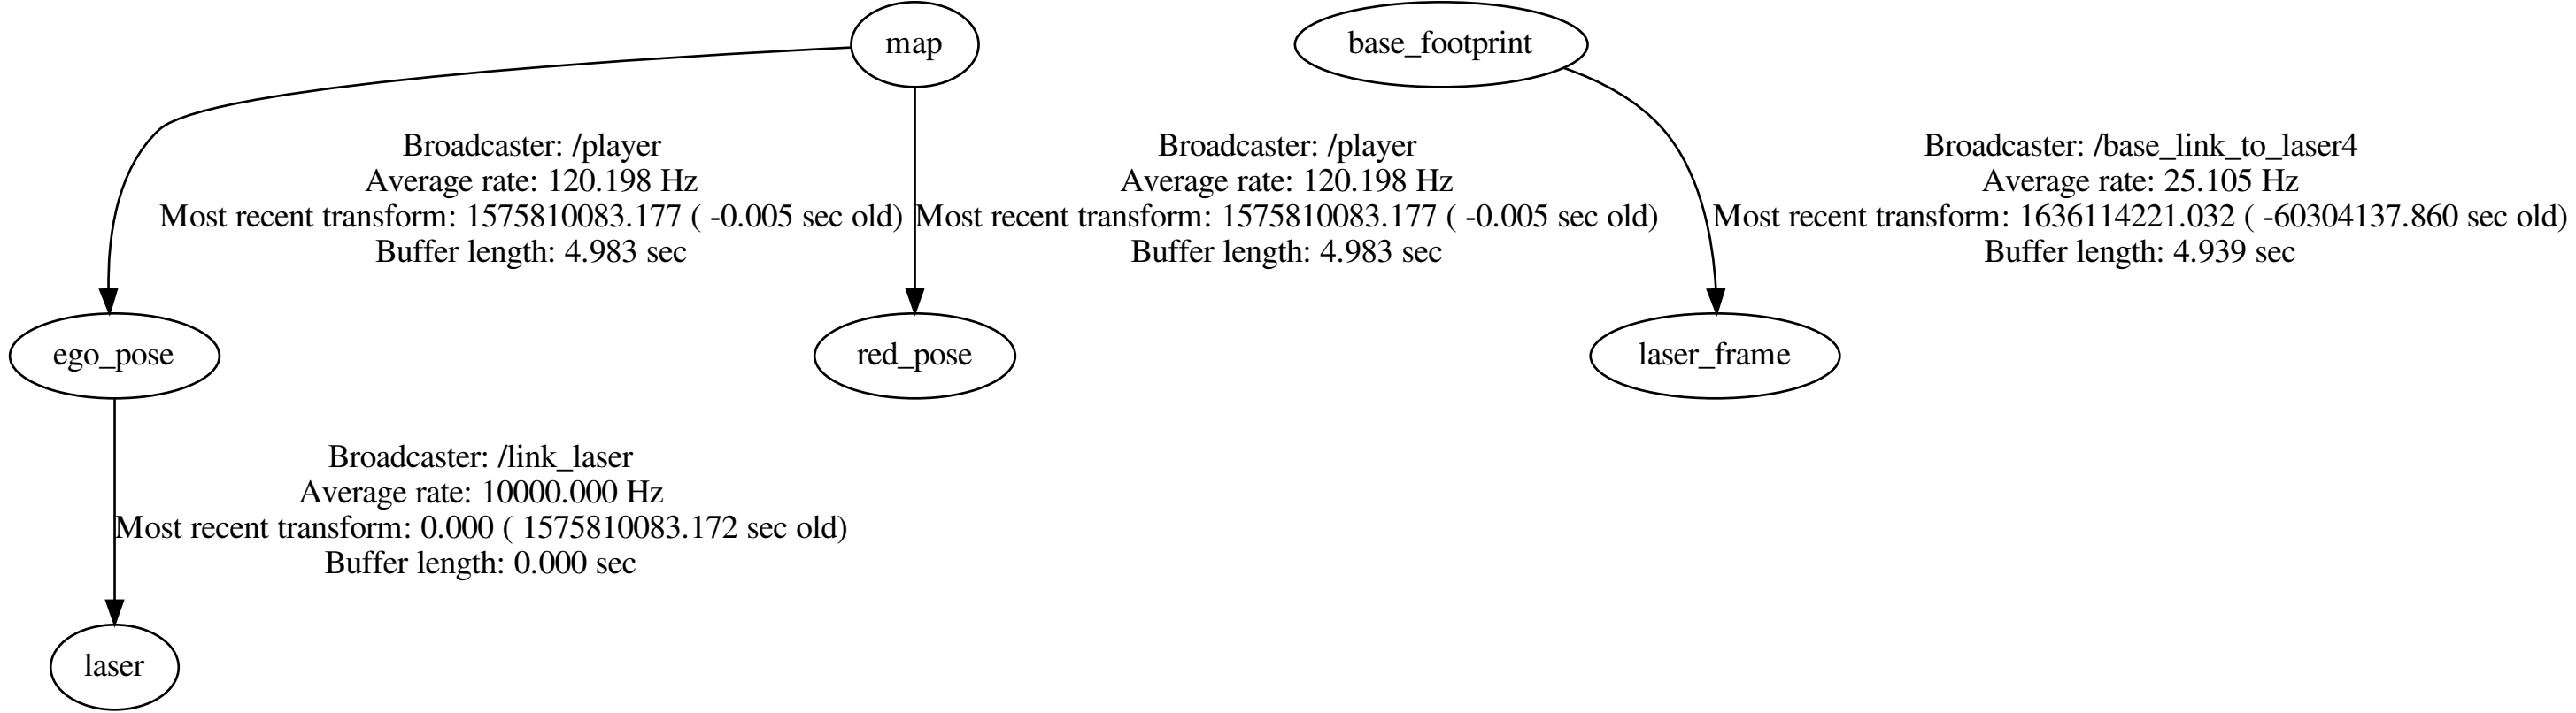 map
base_footprint
Broadcaster: /player
Average rate: 120.198 Hz
Most recent transform: 1575810083.177 ( -0.005 sec old)
Buffer length: 4.983 sec
Broadcaster: /player
Average rate: 120.198 Hz
Most recent transform: 1575810083.177 ( -0.005 sec old)
Buffer length: 4.983 sec
Broadcaster: /base_link_to_laser4
Average rate: 25.105 Hz
Most recent transform: 1636114221.032 ( -60304137.860 sec old)
Buffer length: 4.939 sec
ego_pose
red_pose
laser_frame
Broadcaster: /link_laser
Average rate: 10000.000 Hz
Most recent transform: 0.000 ( 1575810083.172 sec old)
Buffer length: 0.000 sec
laser